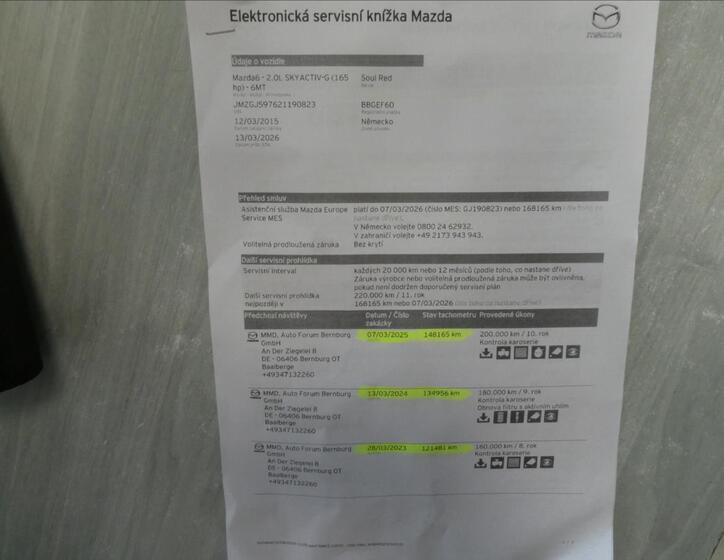 Elektronická servisní knížka Mazda
mazda
Údaje o vozidle
Mazda6 - 2.0L SKYACTIV-G (165 hp) - 6MT
Soul Red
Barva
JMZGJ597621190823
BBGEF60
12/03/2015
Německo
13/03/2026
Přehled smluv
Asistenční služba Mazda Europe Service MES
platí do 07/03/2026 (číslo MES: GJ190823) nebo 168165 km
V Německo volejte 0800 24 62932.
V zahraničí volejte +49 2173 943 943.
Volitelná prodloužená záruka
Bez krytí
Další servisní prohlídka
Servisní interval
každých 20 000 km nebo 12 měsíců (podle toho, co nastane dříve)
Záruka výrobce nebo volitelná prodloužená záruka může být ovlivněna,
pokud není dodržen doporučený servisní plán
Další servisní prohlídka
220.000 km / 11. rok
nejpozději v
168165 km nebo 07/03/2026
Předchozí návštěvy
Datum / Číslo zakázky
Stav tachometru
Provedené úkony
MMD, Auto Forum Bernburg
07/03/2025
148165 km
200.000 km / 10. rok
GmbH
Kontrola karoserie
An Der Ziegelei 8
DE - 06406 Bernburg OT
Baalberge
+49347132260
MMD, Auto Forum Bernburg
13/03/2024
134956 km
180.000 km / 9. rok
GmbH
Kontrola karoserie
An Der Ziegelei 8
Obnova filtru s aktivním uhlím
DE - 06406 Bernburg OT
Baalberge
+49347132260
MMD, Auto Forum Bernburg
28/03/2023
121481 km
160.000 km / 8. rok
GmbH
Kontrola karoserie
An Der Ziegelei 8
DE - 06406 Bernburg OT
Baalberge
+49347132260